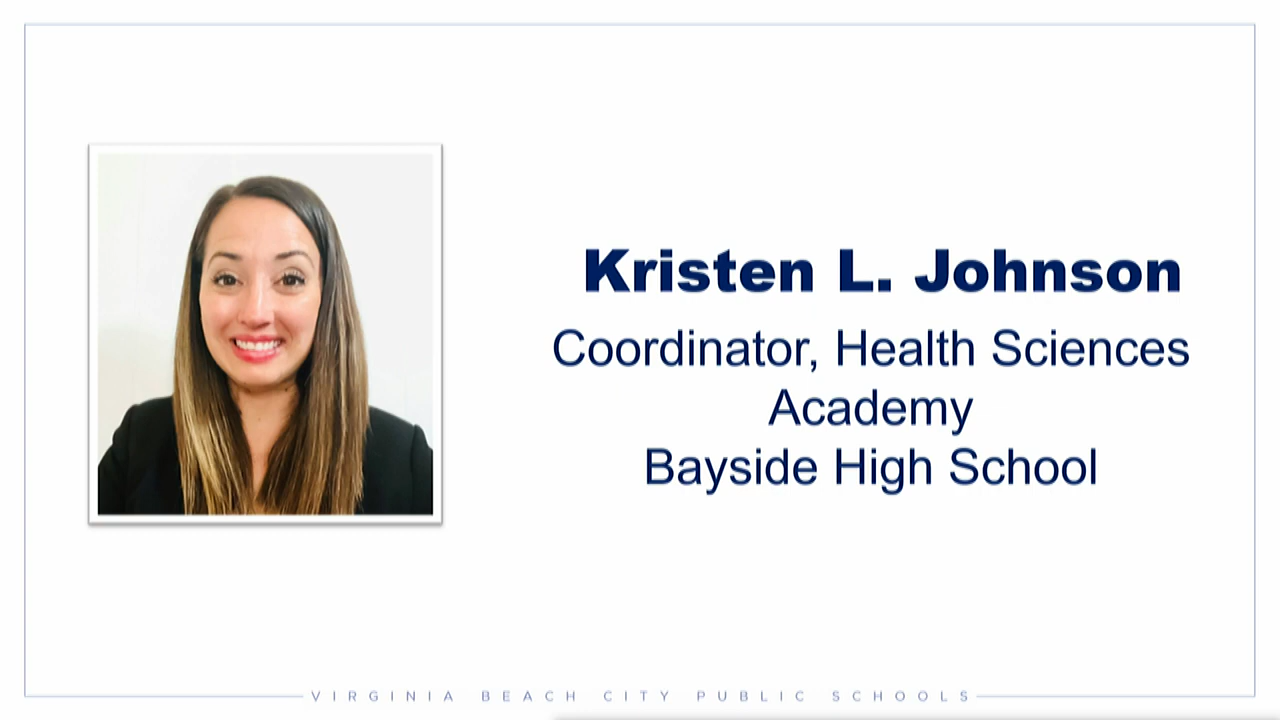 Kristen L. Johnson
Coordinator, Health Sciences
Academy
Bayside High School
VIRGINIA BEACH CITY PUBLIC SCHOOLS